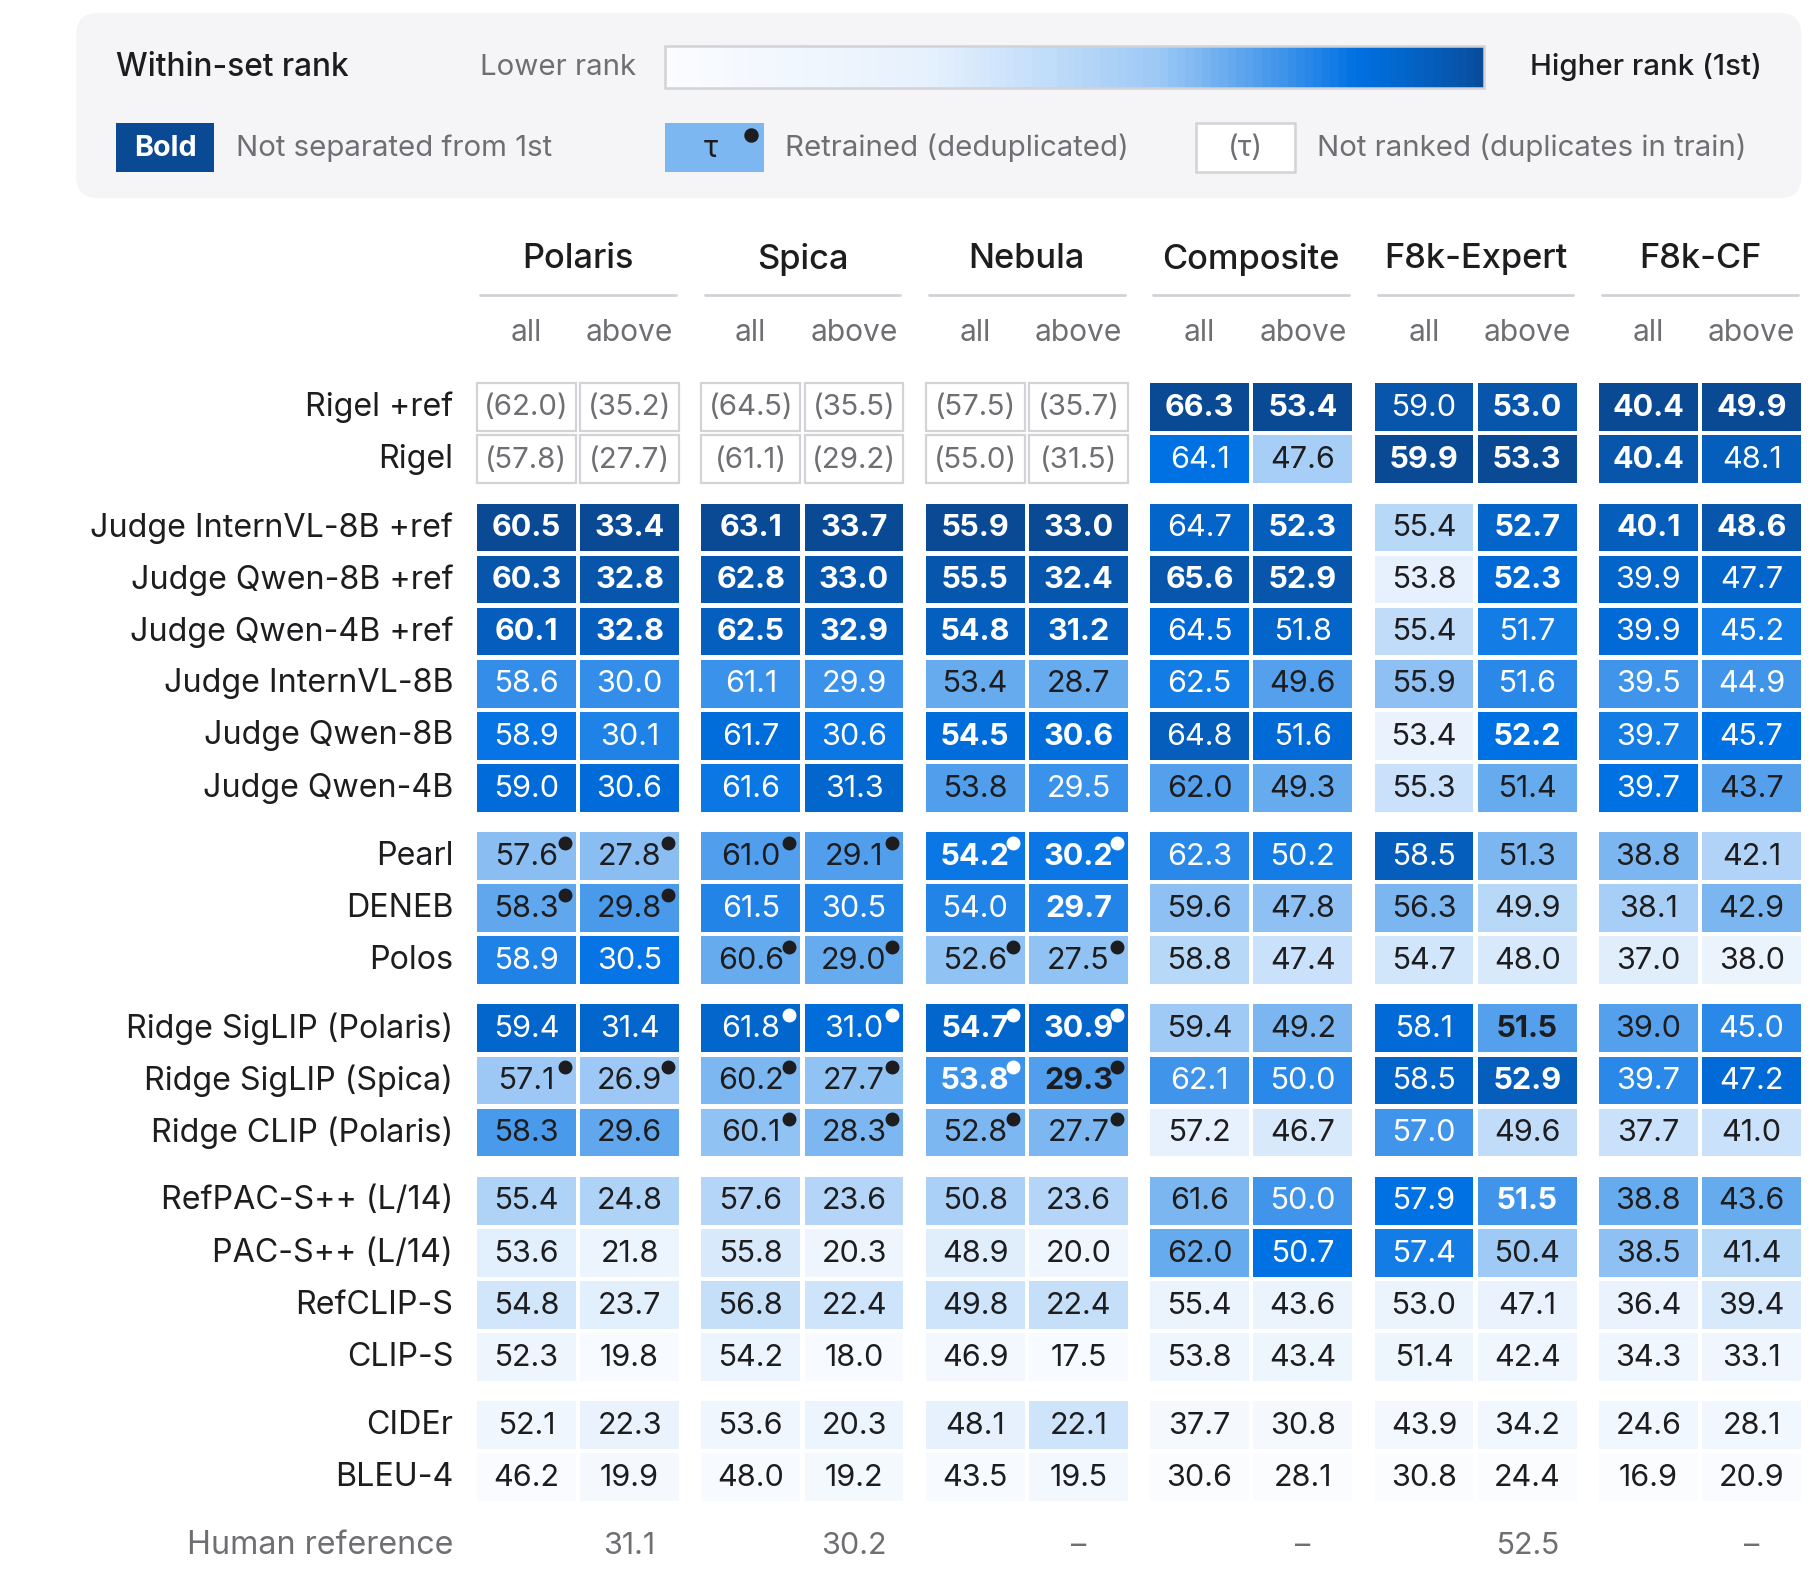 Within-set rank Lower rank Higher rank (1st)
Bold Not separated from 1st τ Retrained (deduplicated) (τ) Not ranked (duplicates in train)
Polaris Spica Nebula Composite F8k-Expert F8k-CF
all above all above all above all above all above all above
Rigel +ref (62.0) (35.2) (64.5) (35.5) (57.5) (35.7) 66.3 53.4 59.0 53.0 40.4 49.9
Rigel (57.8) (27.7) (61.1) (29.2) (55.0) (31.5) 64.1 47.6 59.9 53.3 40.4 48.1
Judge InternVL-8B +ref 60.5 33.4 63.1 33.7 55.9 33.0 64.7 52.3 55.4 52.7 40.1 48.6
Judge Qwen-8B +ref 60.3 32.8 62.8 33.0 55.5 32.4 65.6 52.9 53.8 52.3 39.9 47.7
Judge Qwen-4B +ref 60.1 32.8 62.5 32.9 54.8 31.2 64.5 51.8 55.4 51.7 39.9 45.2
Judge InternVL-8B 58.6 30.0 61.1 29.9 53.4 28.7 62.5 49.6 55.9 51.6 39.5 44.9
Judge Qwen-8B 58.9 30.1 61.7 30.6 54.5 30.6 64.8 51.6 53.4 52.2 39.7 45.7
Judge Qwen-4B 59.0 30.6 61.6 31.3 53.8 29.5 62.0 49.3 55.3 51.4 39.7 43.7
Pearl 57.6 27.8 61.0 29.1 54.2 30.2 62.3 50.2 58.5 51.3 38.8 42.1
DENEB 58.3 29.8 61.5 30.5 54.0 29.7 59.6 47.8 56.3 49.9 38.1 42.9
Polos 58.9 30.5 60.6 29.0 52.6 27.5 58.8 47.4 54.7 48.0 37.0 38.0
Ridge SigLIP (Polaris) 59.4 31.4 61.8 31.0 54.7 30.9 59.4 49.2 58.1 51.5 39.0 45.0
Ridge SigLIP (Spica) 57.1 26.9 60.2 27.7 53.8 29.3 62.1 50.0 58.5 52.9 39.7 47.2
Ridge CLIP (Polaris) 58.3 29.6 60.1 28.3 52.8 27.7 57.2 46.7 57.0 49.6 37.7 41.0
RefPAC-S++ (L/14) 55.4 24.8 57.6 23.6 50.8 23.6 61.6 50.0 57.9 51.5 38.8 43.6
PAC-S++ (L/14) 53.6 21.8 55.8 20.3 48.9 20.0 62.0 50.7 57.4 50.4 38.5 41.4
RefCLIP-S 54.8 23.7 56.8 22.4 49.8 22.4 55.4 43.6 53.0 47.1 36.4 39.4
CLIP-S 52.3 19.8 54.2 18.0 46.9 17.5 53.8 43.4 51.4 42.4 34.3 33.1
CIDEr 52.1 22.3 53.6 20.3 48.1 22.1 37.7 30.8 43.9 34.2 24.6 28.1
BLEU-4 46.2 19.9 48.0 19.2 43.5 19.5 30.6 28.1 30.8 24.4 16.9 20.9
Human reference 31.1 30.2 – – 52.5 –